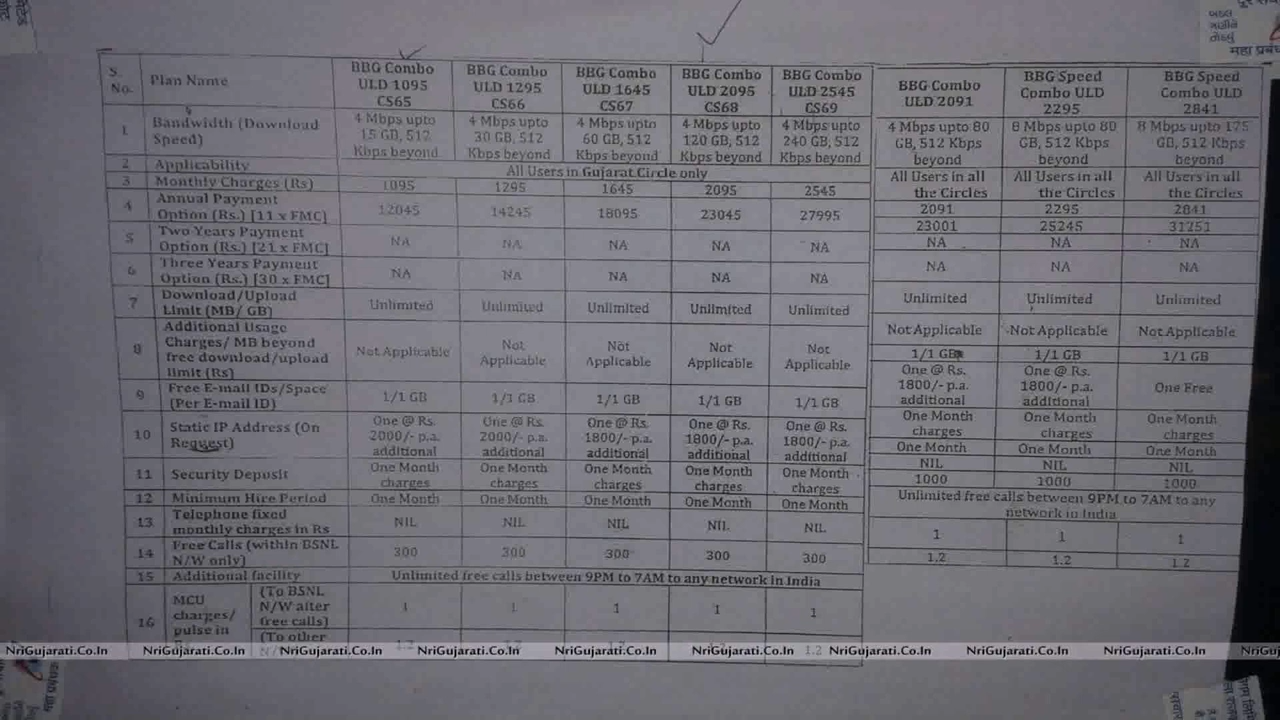 S. No. Plan Name BBG Combo ULD 1095 CS65 BBG Combo ULD 1295 CS66 BBG Combo ULD 1645 CS67 BBG Combo ULD 2095 CS68 BBG Combo ULD 2545 CS69
1 Bandwidth (Download Speed) 4 Mbps upto 15 GB, 512 Kbps beyond 4 Mbps upto 30 GB, 512 Kbps beyond 4 Mbps upto 60 GB, 512 Kbps beyond 4 Mbps upto 120 GB, 512 Kbps beyond 4 Mbps upto 240 GB, 512 Kbps beyond
2 Applicability All Users in Gujarat Circle only
3 Monthly Charges (Rs) 1095 1295 1645 2095 2545
4 Annual Payment Option (Rs.) [11 x FMC] 12045 14245 18095 23045 27995
5 Two Years Payment Option (Rs.) [21 x FMC] NA NA NA NA NA
6 Three Years Payment Option (Rs.) [30 x FMC] NA NA NA NA NA
7 Download/Upload Limit (MB/ GB) Unlimited Unlimited Unlimited Unlimited Unlimited
8 Additional Usage Charges/ MB beyond free download/upload limit (Rs) Not Applicable Not Applicable Not Applicable Not Applicable Not Applicable
9 Free E-mail IDs/Space (Per E-mail ID) 1/1 GB 1/1 GB 1/1 GB 1/1 GB 1/1 GB
10 Static IP Address (On Request) One @ Rs. 2000/- p.a. additional One @ Rs. 2000/- p.a. additional One @ Rs. 1800/- p.a. additional One @ Rs. 1800/- p.a. additional One @ Rs. 1800/- p.a. additional
11 Security Deposit One Month charges One Month charges One Month charges One Month charges One Month charges
12 Minimum Hire Period One Month One Month One Month One Month One Month
13 Telephone fixed monthly charges in Rs NIL NIL NIL NIL NIL
14 Free Calls (within BSNL N/W only) 300 300 300 300 300
15 Additional facility Unlimited free calls between 9PM to 7AM to any network in India
16 MCU charges/ pulse in (To BSNL N/W after free calls) 1 1 1 1 1
(To other 1.2
BBG Combo ULD 2091 BBG Speed Combo ULD 2295 BBG Speed Combo ULD 2841
4 Mbps upto 80 GB, 512 Kbps beyond 8 Mbps upto 80 GB, 512 Kbps beyond 8 Mbps upto 175 GB, 512 Kbps beyond
All Users in all the Circles All Users in all the Circles All Users in all the Circles
2091 2295 2841
23001 25245 31251
NA NA NA
NA NA NA
Unlimited Unlimited Unlimited
Not Applicable Not Applicable Not Applicable
1/1 GB 1/1 GB 1/1 GB
One @ Rs. 1800/- p.a. additional One @ Rs. 1800/- p.a. additional One Free
One Month charges One Month charges One Month charges
One Month One Month One Month
NIL NIL NIL
1000 1000 1000
Unlimited free calls between 9PM to 7AM to any network in India
1 1 1
1.2 1.2 1.2
NriGujarati.Co.In NriGujarati.Co.In NriGujarati.Co.In NriGujarati.Co.In NriGujarati.Co.In NriGujarati.Co.In NriGujarati.Co.In NriGujarati.Co.In NriGujarati.Co.In